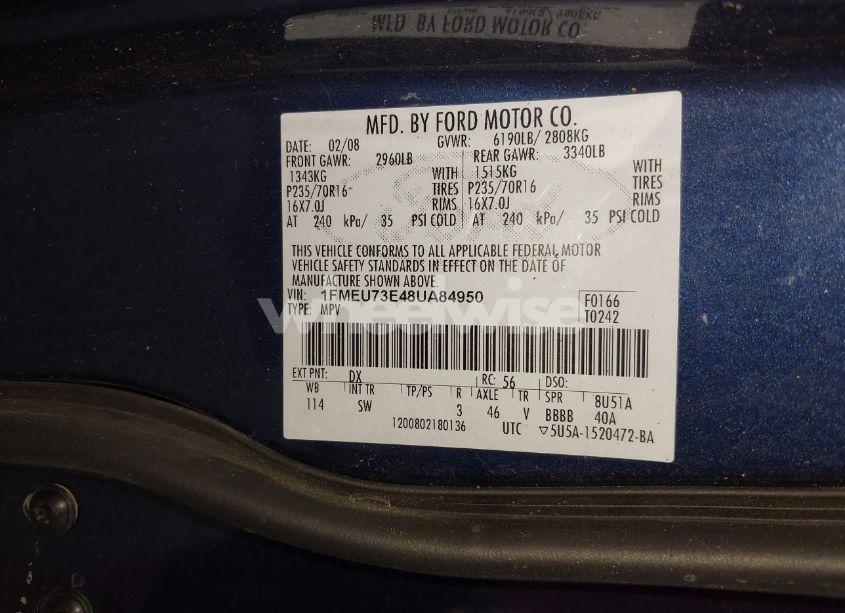 MFD. BY FORD MOTOR CO.
DATE: 02/08 GVWR: 6190LB/ 2808KG
FRONT GAWR: 2960LB REAR GAWR: 3340LB
1343KG WITH 1515KG WITH
P235/70R16 TIRES P235/70R16 TIRES
16X7.0J RIMS 16X7.0J RIMS
AT 240 kPa/ 35 PSI COLD AT 240 kPa/ 35 PSI COLD
THIS VEHICLE CONFORMS TO ALL APPLICABLE FEDERAL MOTOR
VEHICLE SAFETY STANDARDS IN EFFECT ON THE DATE OF
MANUFACTURE SHOWN ABOVE.
VIN: 1FMEU73E48UA84950 F0166
TYPE: MPV T0242
wheelwise
EXT PNT: DX RC: 56 DSO:
WB INT TR TP/PS R AXLE TR SPR 8U51A
114 SW 3 46 V BBBB 40A
1200802180136 UTC ▽5U5A-1520472-BA